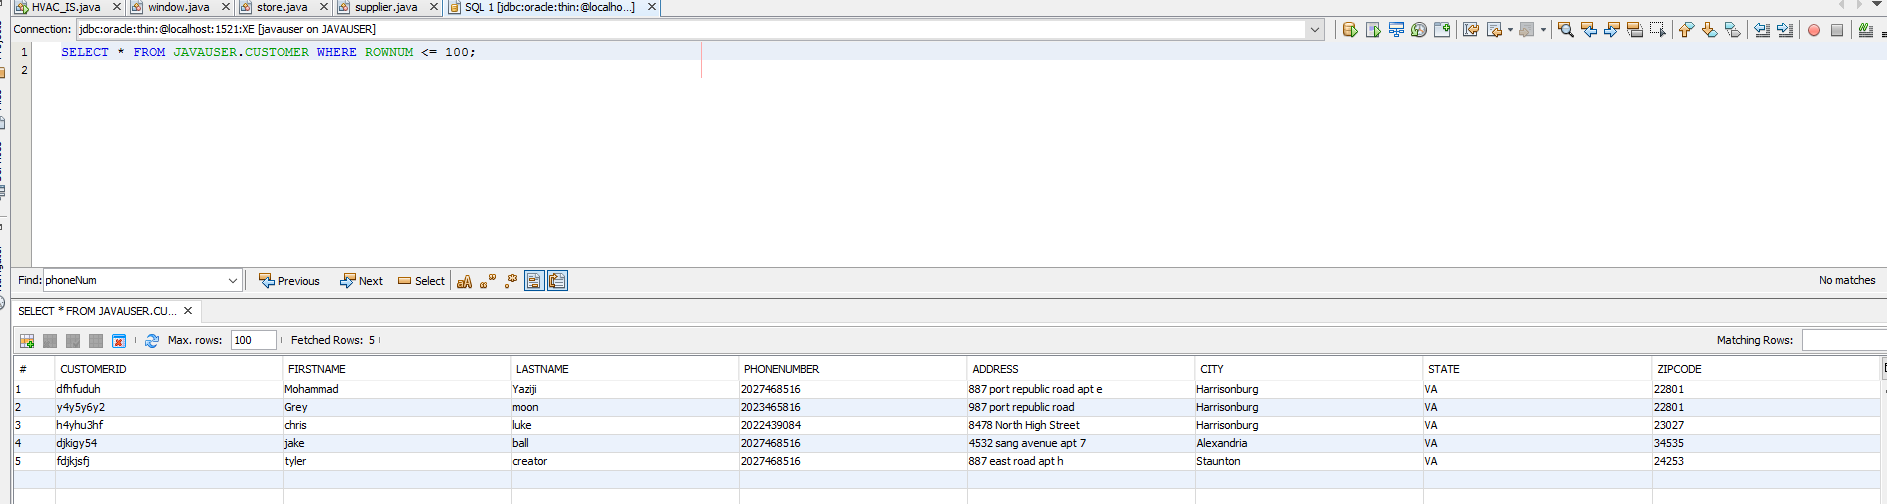 HVAC_IS.java window.java store.java supplier.java SQL 1 [jdbc:oracle:thin:@localho...]
Connection: jdbc:oracle:thin:@localhost:1521:XE [javauser on JAVAUSER]
1 SELECT * FROM JAVAUSER.CUSTOMER WHERE ROWNUM <= 100;
2
Find: phoneNum Previous Next Select No matches
SELECT * FROM JAVAUSER.CU...
Max. rows: 100 Fetched Rows: 5 Matching Rows:
# CUSTOMERID FIRSTNAME LASTNAME PHONENUMBER ADDRESS CITY STATE ZIPCODE
1 dfhfuduh Mohammad Yaziji 2027468516 887 port republic road apt e Harrisonburg VA 22801
2 y4y5y6y2 Grey moon 2023465816 987 port republic road Harrisonburg VA 22801
3 h4yhu3hf chris luke 2022439084 8478 North High Street Harrisonburg VA 23027
4 djkigy54 jake ball 2027468516 4532 sang avenue apt 7 Alexandria VA 34535
5 fdjkjsfj tyler creator 2027468516 887 east road apt h Staunton VA 24253